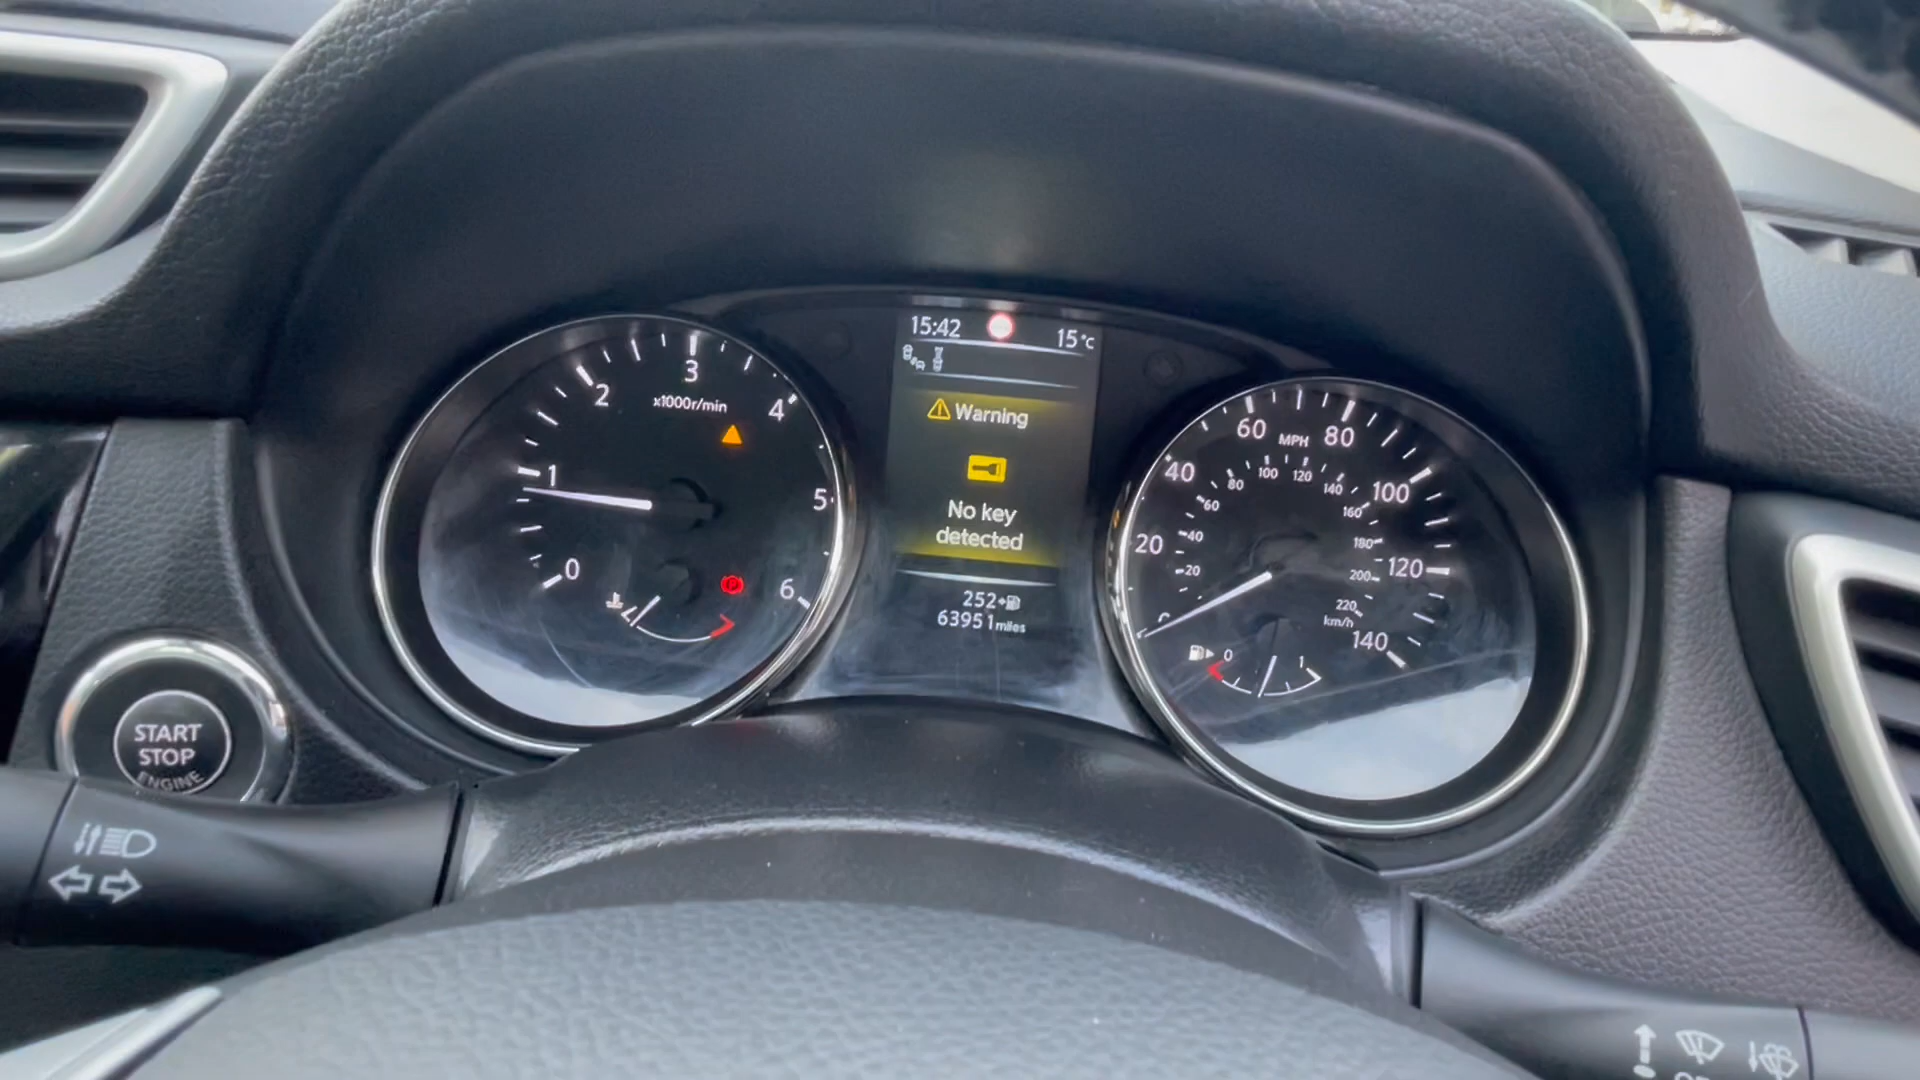 15:42
15°C
Warning
No key
detected
252
63951 miles
3
2
4
x1000r/min
1
5
0
6
P
60
80
MPH
40
100
20
120
140
80
100
120
140
60
160
40
180
20
200
220
km/h
0
1
START
STOP
ENGINE